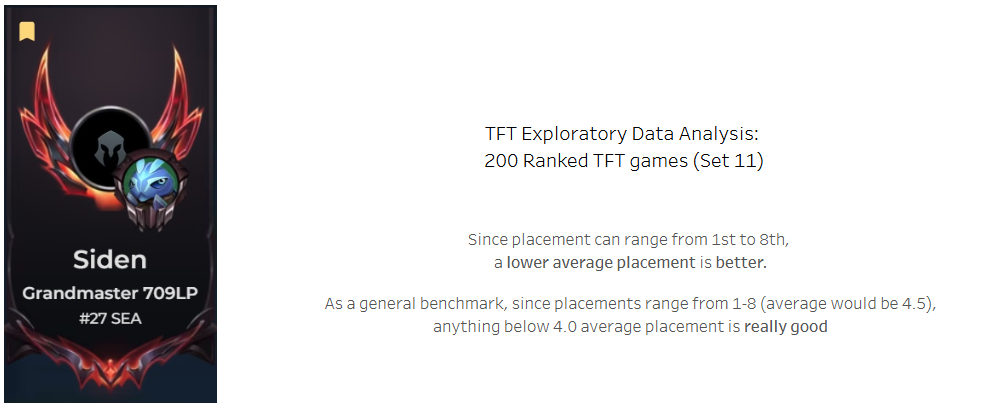 Siden
Grandmaster 709LP
#27 SEA
TFT Exploratory Data Analysis:
200 Ranked TFT games (Set 11)
Since placement can range from 1st to 8th,
a lower average placement is better.
As a general benchmark, since placements range from 1-8 (average would be 4.5),
anything below 4.0 average placement is really good